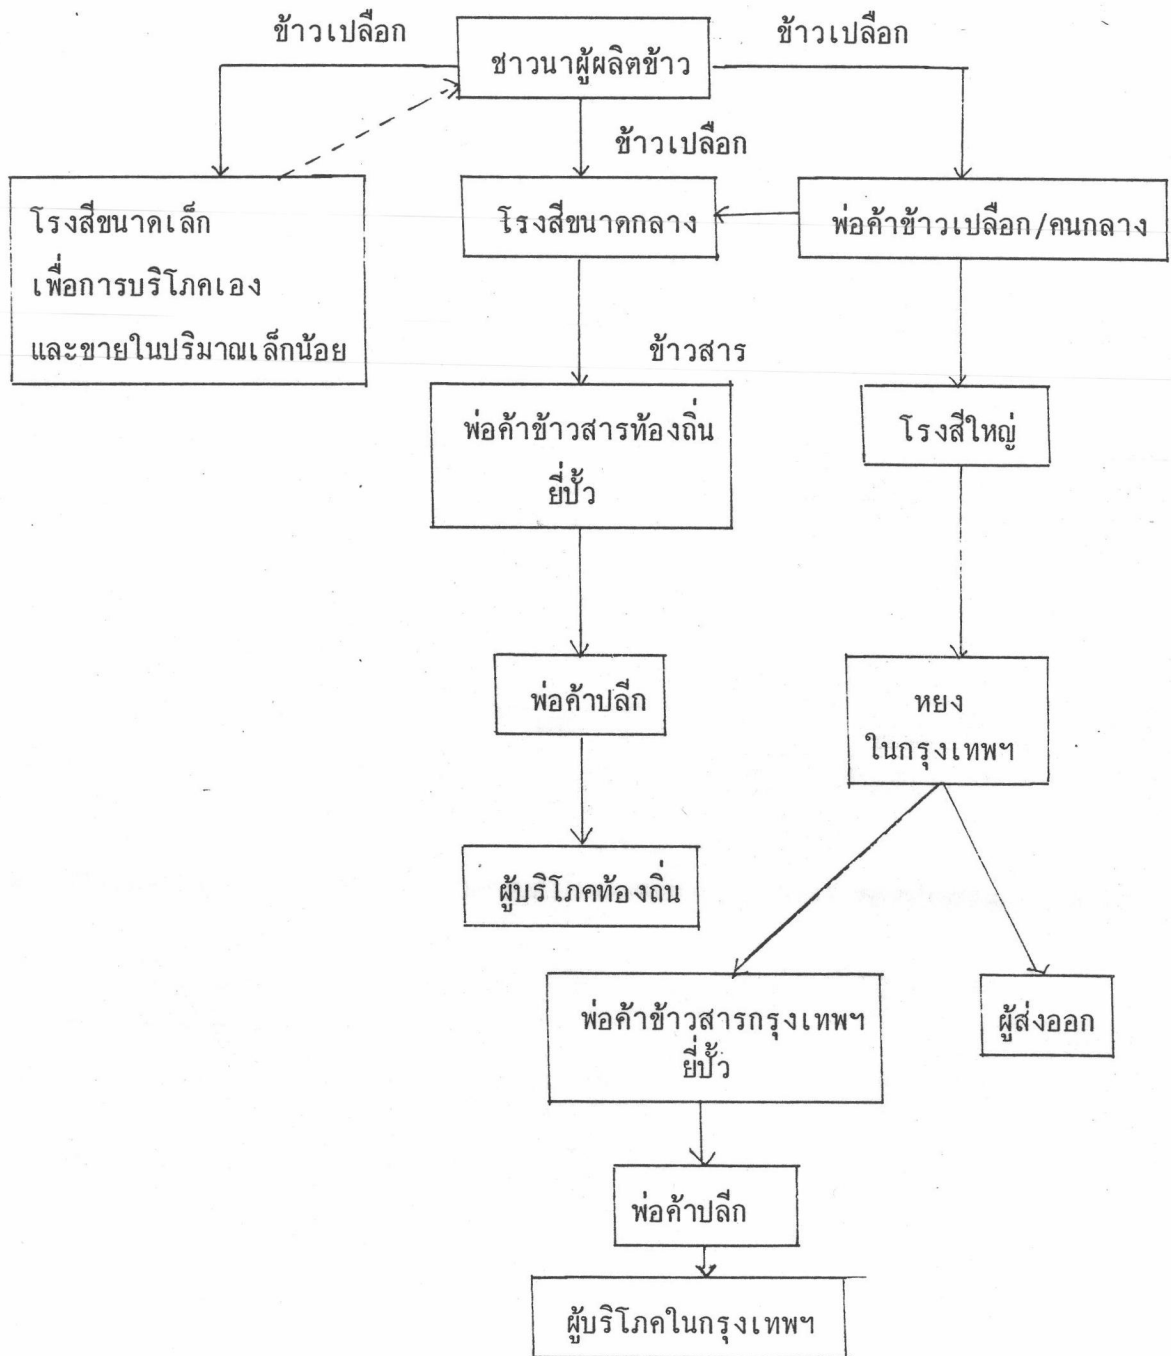 ข้าวเปลือก
ชาวนาผู้ผลิตข้าว
ข้าวเปลือก
ข้าวเปลือก
โรงสีขนาดเล็ก
เพื่อการบริโภคเอง
และขายในปริมาณเล็กน้อย
โรงสีขนาดกลาง
พ่อค้าข้าวเปลือก/คนกลาง
ข้าวสาร
พ่อค้าข้าวสารท้องถิ่น
ยี่ปั้ว
โรงสีใหญ่
พ่อค้าปลีก
หยง
ในกรุงเทพฯ
ผู้บริโภคท้องถิ่น
พ่อค้าข้าวสารกรุงเทพฯ
ยี่ปั้ว
ผู้ส่งออก
พ่อค้าปลีก
ผู้บริโภคในกรุงเทพฯ